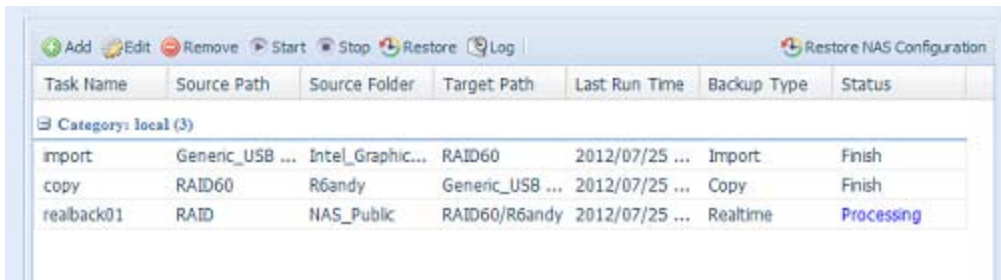 Add Edit Remove Start Stop Restore Log Restore NAS Configuration
Task Name Source Path Source Folder Target Path Last Run Time Backup Type Status
Category: local (3)
import Generic_USB ... Intel_Graphic... RAID60 2012/07/25 ... Import Finish
copy RAID60 R6andy Generic_USB ... 2012/07/25 ... Copy Finish
realback01 RAID NAS_Public RAID60/R6andy 2012/07/25 ... Realtime Processing